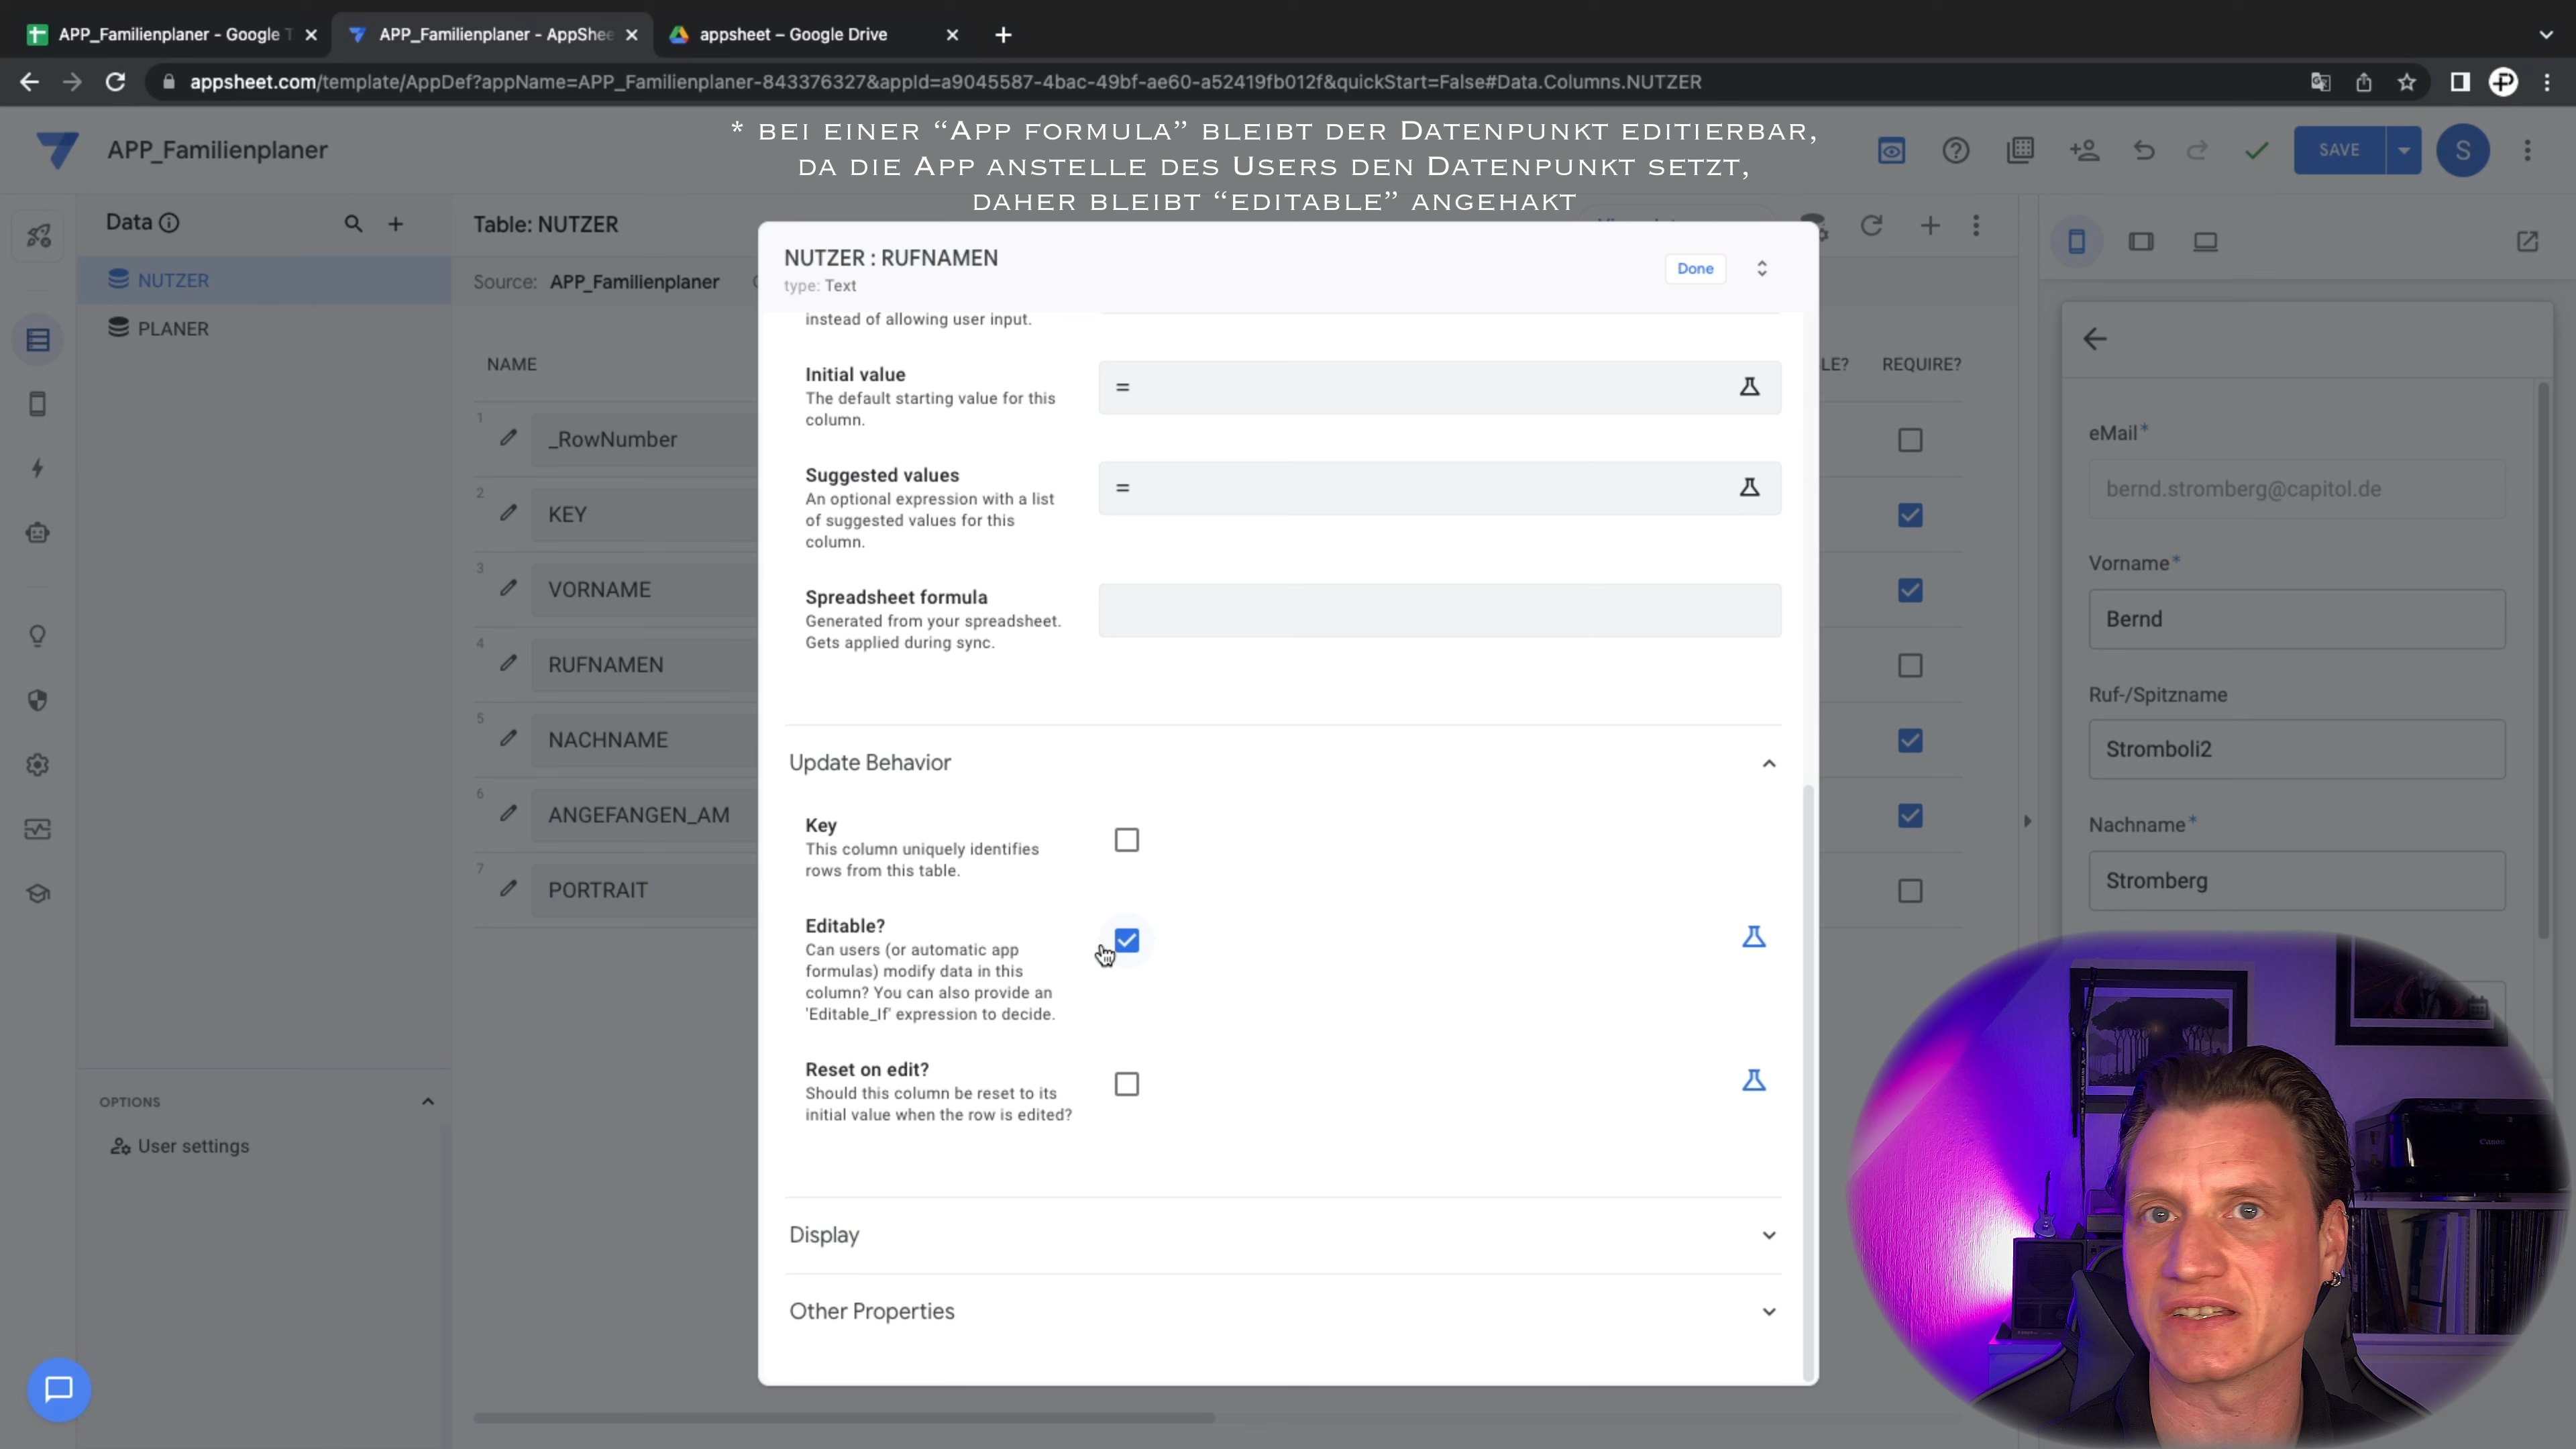 APP_Familienplaner - Google T
APP_Familienplaner - AppShee
appsheet – Google Drive
appsheet.com/template/AppDef?appName=APP_Familienplaner-843376327&appId=a9045587-4bac-49bf-ae60-a52419fb012f&quickStart=False#Data.Columns.NUTZER
* BEI EINER “APP FORMULA” BLEIBT DER DATENPUNKT EDITIERBAR,
DA DIE APP ANSTELLE DES USERS DEN DATENPUNKT SETZT,
DAHER BLEIBT “EDITABLE” ANGEHAKT
APP_Familienplaner
SAVE
S
Data
NUTZER
PLANER
OPTIONS
User settings
Table: NUTZER
Source: APP_Familienplaner
NAME
LE?
REQUIRE?
1
_RowNumber
2
KEY
3
VORNAME
4
RUFNAMEN
5
NACHNAME
6
ANGEFANGEN_AM
7
PORTRAIT
NUTZER : RUFNAMEN
type: Text
Done
instead of allowing user input.
Initial value
The default starting value for this
column.
=
Suggested values
An optional expression with a list
of suggested values for this
column.
=
Spreadsheet formula
Generated from your spreadsheet.
Gets applied during sync.
Update Behavior
Key
This column uniquely identifies
rows from this table.
Editable?
Can users (or automatic app
formulas) modify data in this
column? You can also provide an
'Editable_If' expression to decide.
Reset on edit?
Should this column be reset to its
initial value when the row is edited?
Display
Other Properties
eMail*
bernd.stromberg@capitol.de
Vorname*
Bernd
Ruf-/Spitzname
Stromboli2
Nachname*
Stromberg
Canon